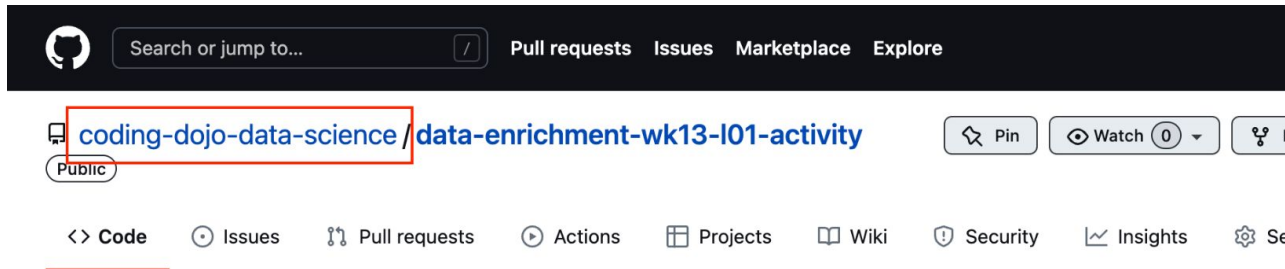 Search or jump to... / Pull requests Issues Marketplace Explore
coding-dojo-data-science / data-enrichment-wk13-l01-activity Pin Watch 0
Public
<> Code Issues Pull requests Actions Projects Wiki Security Insights